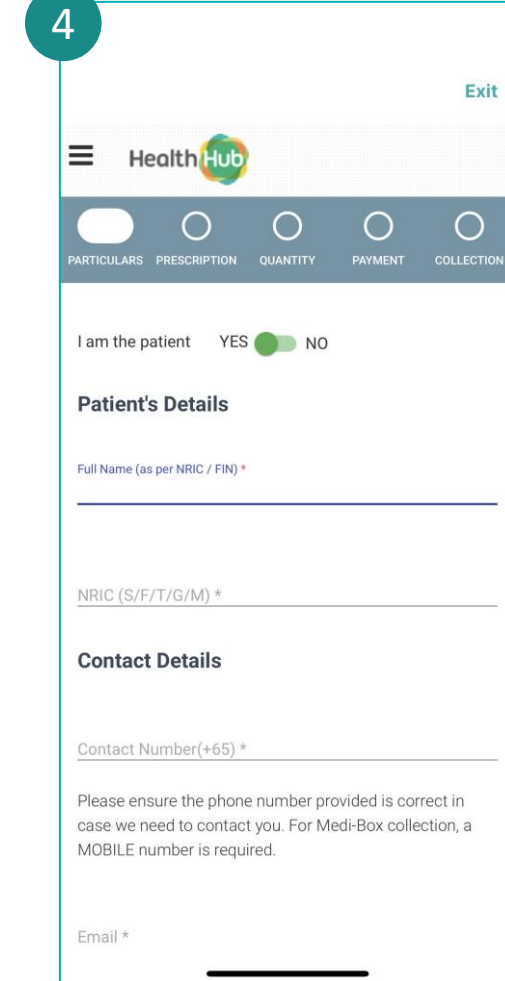 4
Exit
HealthHub
PARTICULARS PRESCRIPTION QUANTITY PAYMENT COLLECTION
I am the patient YES NO
Patient's Details
Full Name (as per NRIC / FIN) *
NRIC (S/F/T/G/M) *
Contact Details
Contact Number(+65) *
Please ensure the phone number provided is correct in
case we need to contact you. For Medi-Box collection, a
MOBILE number is required.
Email *